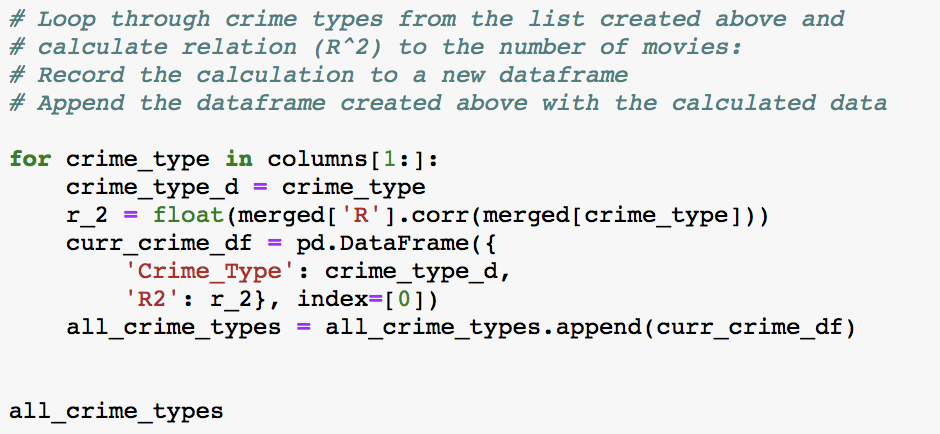 # Loop through crime types from the list created above and
# calculate relation (R^2) to the number of movies:
# Record the calculation to a new dataframe
# Append the dataframe created above with the calculated data
for crime_type in columns[1:]:
    crime_type_d = crime_type
    r_2 = float(merged['R'].corr(merged[crime_type]))
    curr_crime_df = pd.DataFrame({
        'Crime_Type': crime_type_d,
        'R2': r_2}, index=[0])
    all_crime_types = all_crime_types.append(curr_crime_df)
all_crime_types